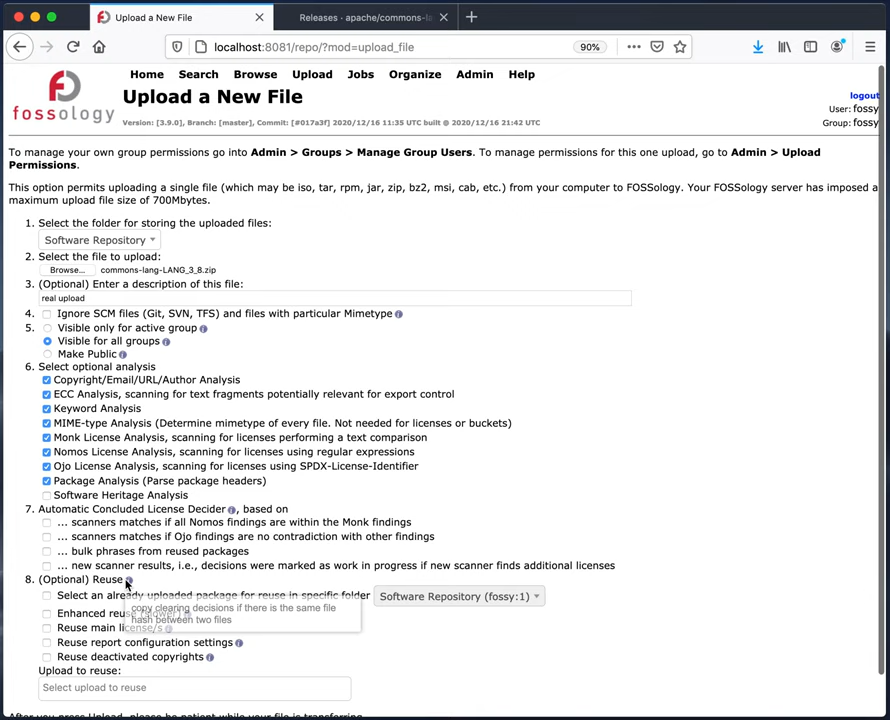 Upload a New File
Releases · apache/commons-la
localhost:8081/repo/?mod=upload_file
90%
Home Search Browse Upload Jobs Organize Admin Help
fossology
Upload a New File
Version: [3.9.0], Branch: [master], Commit: [#017a3f] 2020/12/16 11:35 UTC built @ 2020/12/16 21:42 UTC
logout
User: fossy
Group: fossy
To manage your own group permissions go into Admin > Groups > Manage Group Users. To manage permissions for this one upload, go to Admin > Upload
Permissions.
This option permits uploading a single file (which may be iso, tar, rpm, jar, zip, bz2, msi, cab, etc.) from your computer to FOSSology. Your FOSSology server has imposed a
maximum upload file size of 700Mbytes.
1. Select the folder for storing the uploaded files:
Software Repository
2. Select the file to upload:
Browse... commons-lang-LANG_3_8.zip
3. (Optional) Enter a description of this file:
real upload
4. Ignore SCM files (Git, SVN, TFS) and files with particular Mimetype
5. Visible only for active group
Visible for all groups
Make Public
6. Select optional analysis
Copyright/Email/URL/Author Analysis
ECC Analysis, scanning for text fragments potentially relevant for export control
Keyword Analysis
MIME-type Analysis (Determine mimetype of every file. Not needed for licenses or buckets)
Monk License Analysis, scanning for licenses performing a text comparison
Nomos License Analysis, scanning for licenses using regular expressions
Ojo License Analysis, scanning for licenses using SPDX-License-Identifier
Package Analysis (Parse package headers)
Software Heritage Analysis
7. Automatic Concluded License Decider , based on
... scanners matches if all Nomos findings are within the Monk findings
... scanners matches if Ojo findings are no contradiction with other findings
... bulk phrases from reused packages
... new scanner results, i.e., decisions were marked as work in progress if new scanner finds additional licenses
8. (Optional) Reuse
Select an already uploaded package for reuse in specific folder Software Repository (fossy:1)
copy clearing decisions if there is the same file
hash between two files
Enhanced reuse (slower)
Reuse main license/s
Reuse report configuration settings
Reuse deactivated copyrights
Upload to reuse:
Select upload to reuse
After you press Upload, please be patient while your file is transferring.